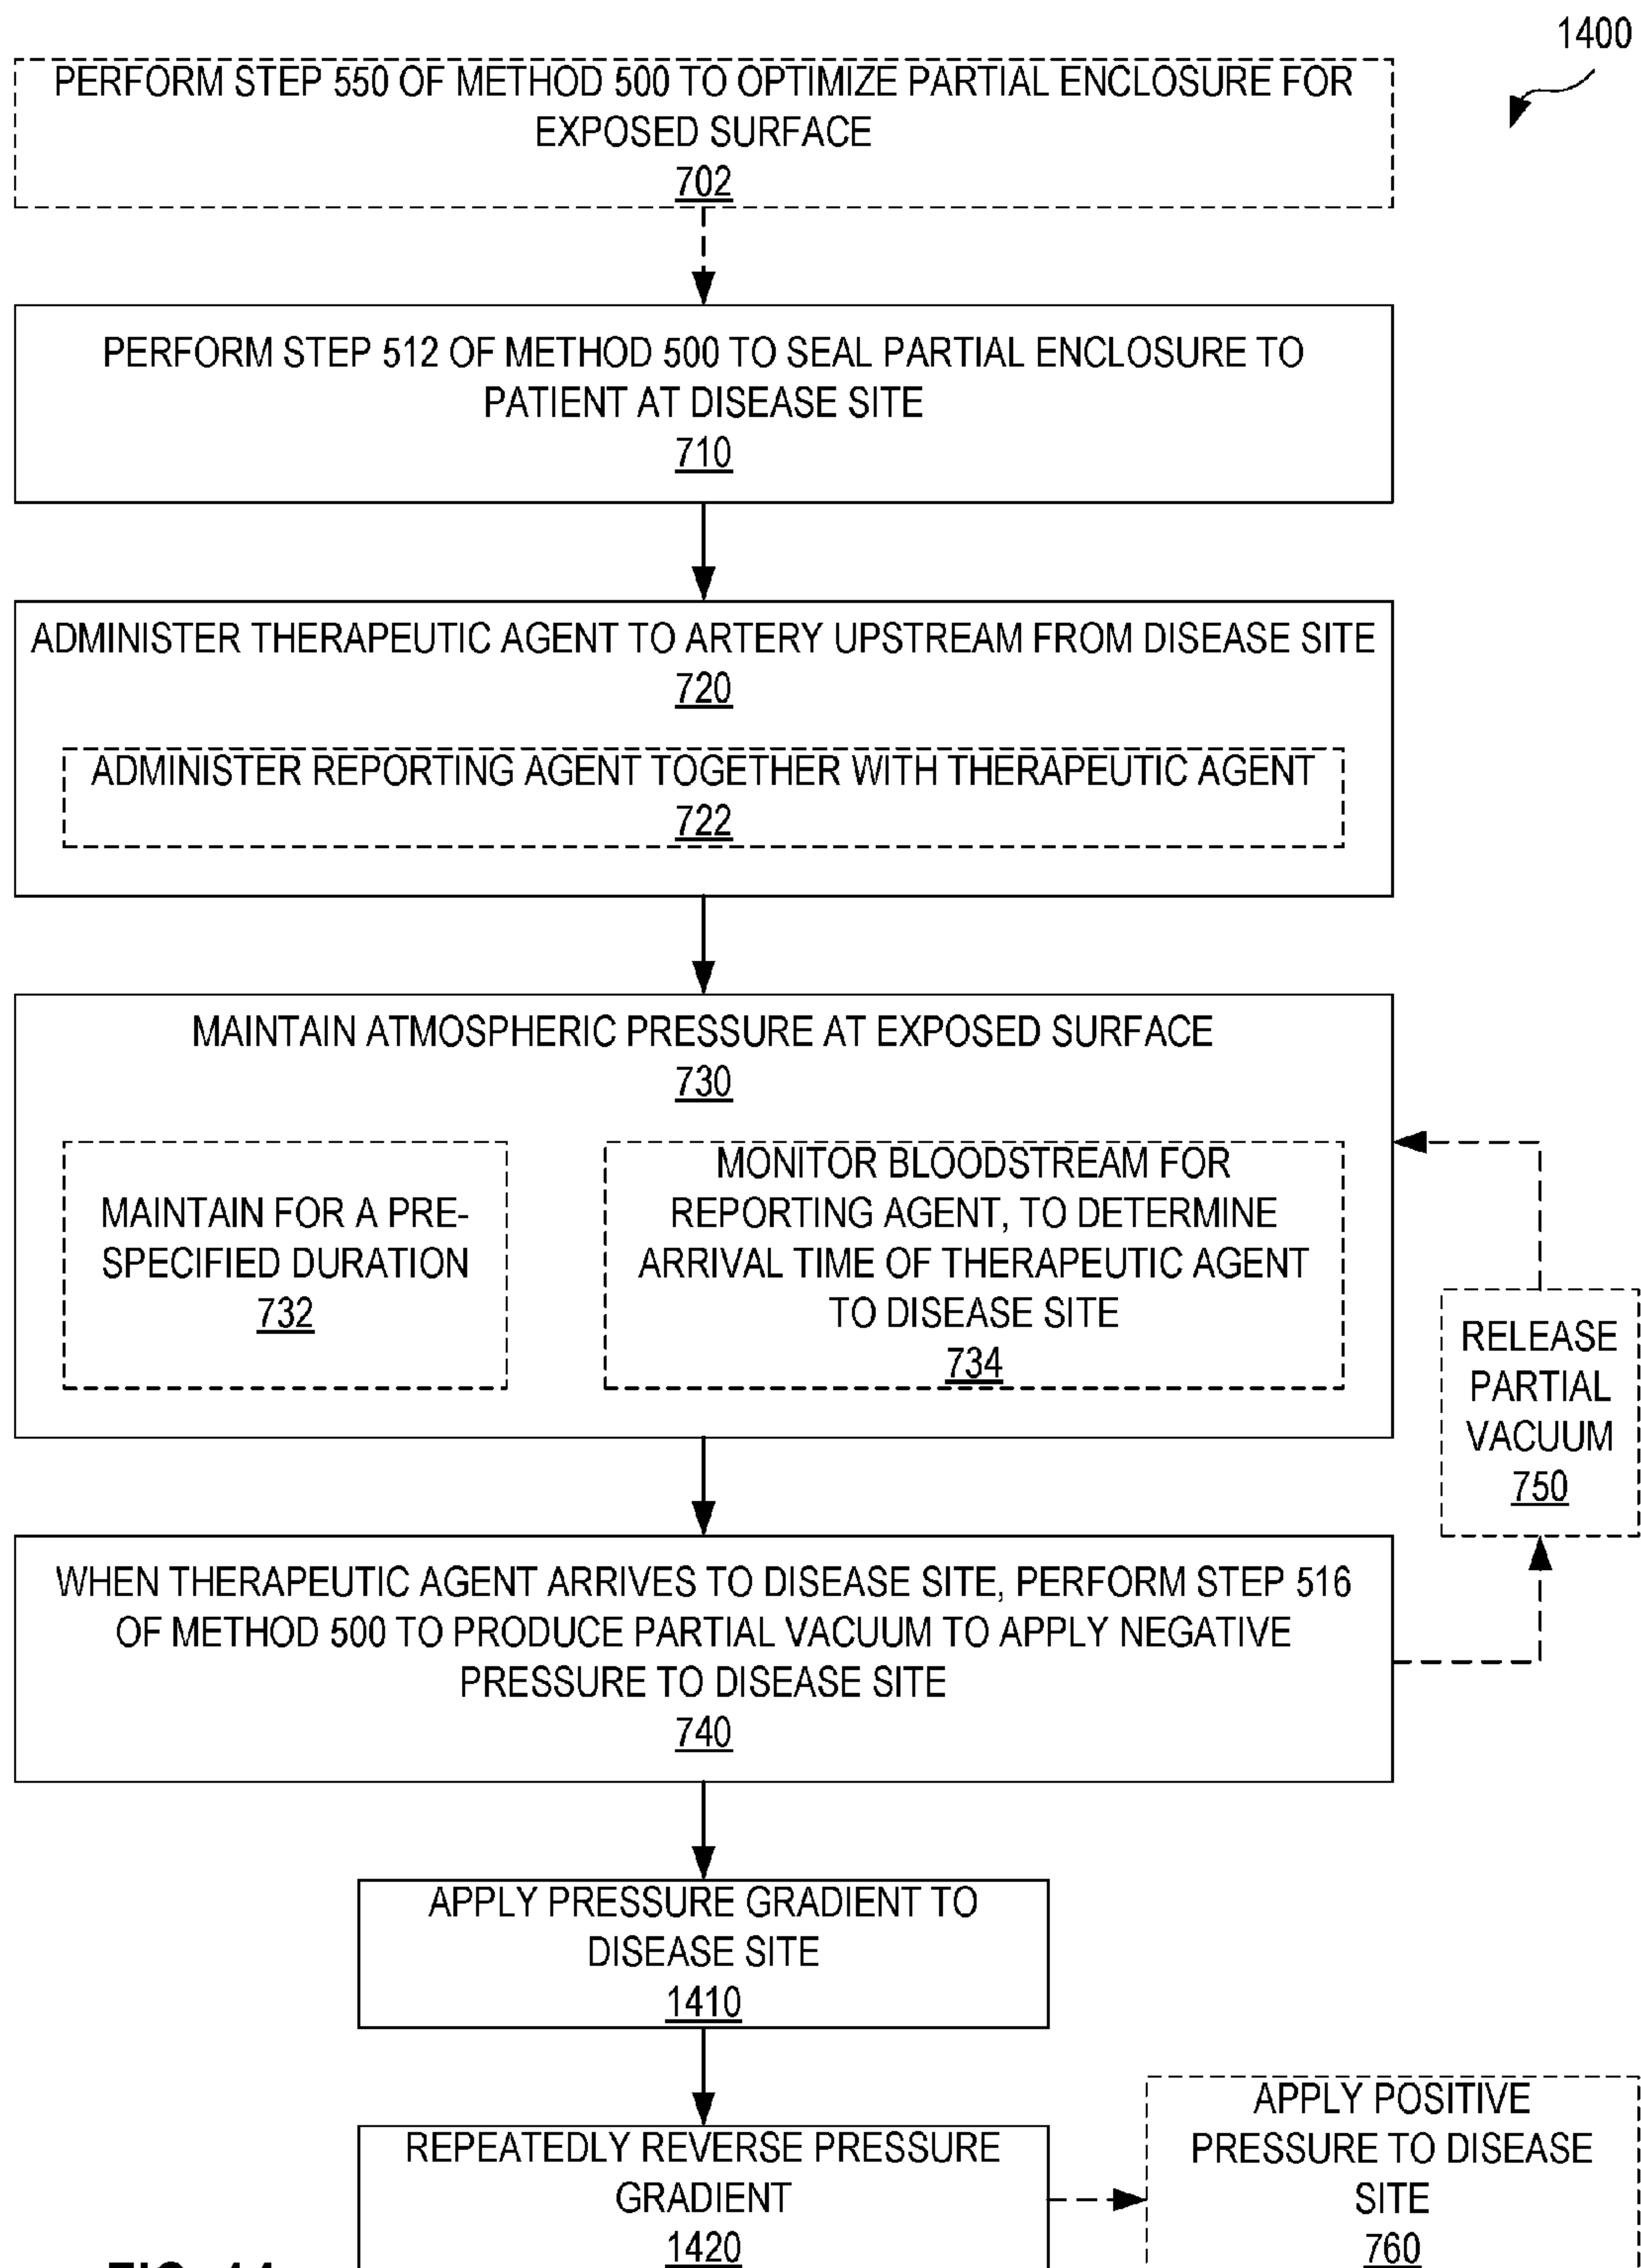 1400
PERFORM STEP 550 OF METHOD 500 TO OPTIMIZE PARTIAL ENCLOSURE FOR
EXPOSED SURFACE
702
PERFORM STEP 512 OF METHOD 500 TO SEAL PARTIAL ENCLOSURE TO
PATIENT AT DISEASE SITE
710
ADMINISTER THERAPEUTIC AGENT TO ARTERY UPSTREAM FROM DISEASE SITE
720
ADMINISTER REPORTING AGENT TOGETHER WITH THERAPEUTIC AGENT
722
MAINTAIN ATMOSPHERIC PRESSURE AT EXPOSED SURFACE
730
MAINTAIN FOR A PRE-
SPECIFIED DURATION
732
MONITOR BLOODSTREAM FOR
REPORTING AGENT, TO DETERMINE
ARRIVAL TIME OF THERAPEUTIC AGENT
TO DISEASE SITE
734
RELEASE
PARTIAL
VACUUM
750
WHEN THERAPEUTIC AGENT ARRIVES TO DISEASE SITE, PERFORM STEP 516
OF METHOD 500 TO PRODUCE PARTIAL VACUUM TO APPLY NEGATIVE
PRESSURE TO DISEASE SITE
740
APPLY PRESSURE GRADIENT TO
DISEASE SITE
1410
REPEATEDLY REVERSE PRESSURE
GRADIENT
1420
APPLY POSITIVE
PRESSURE TO DISEASE
SITE
760